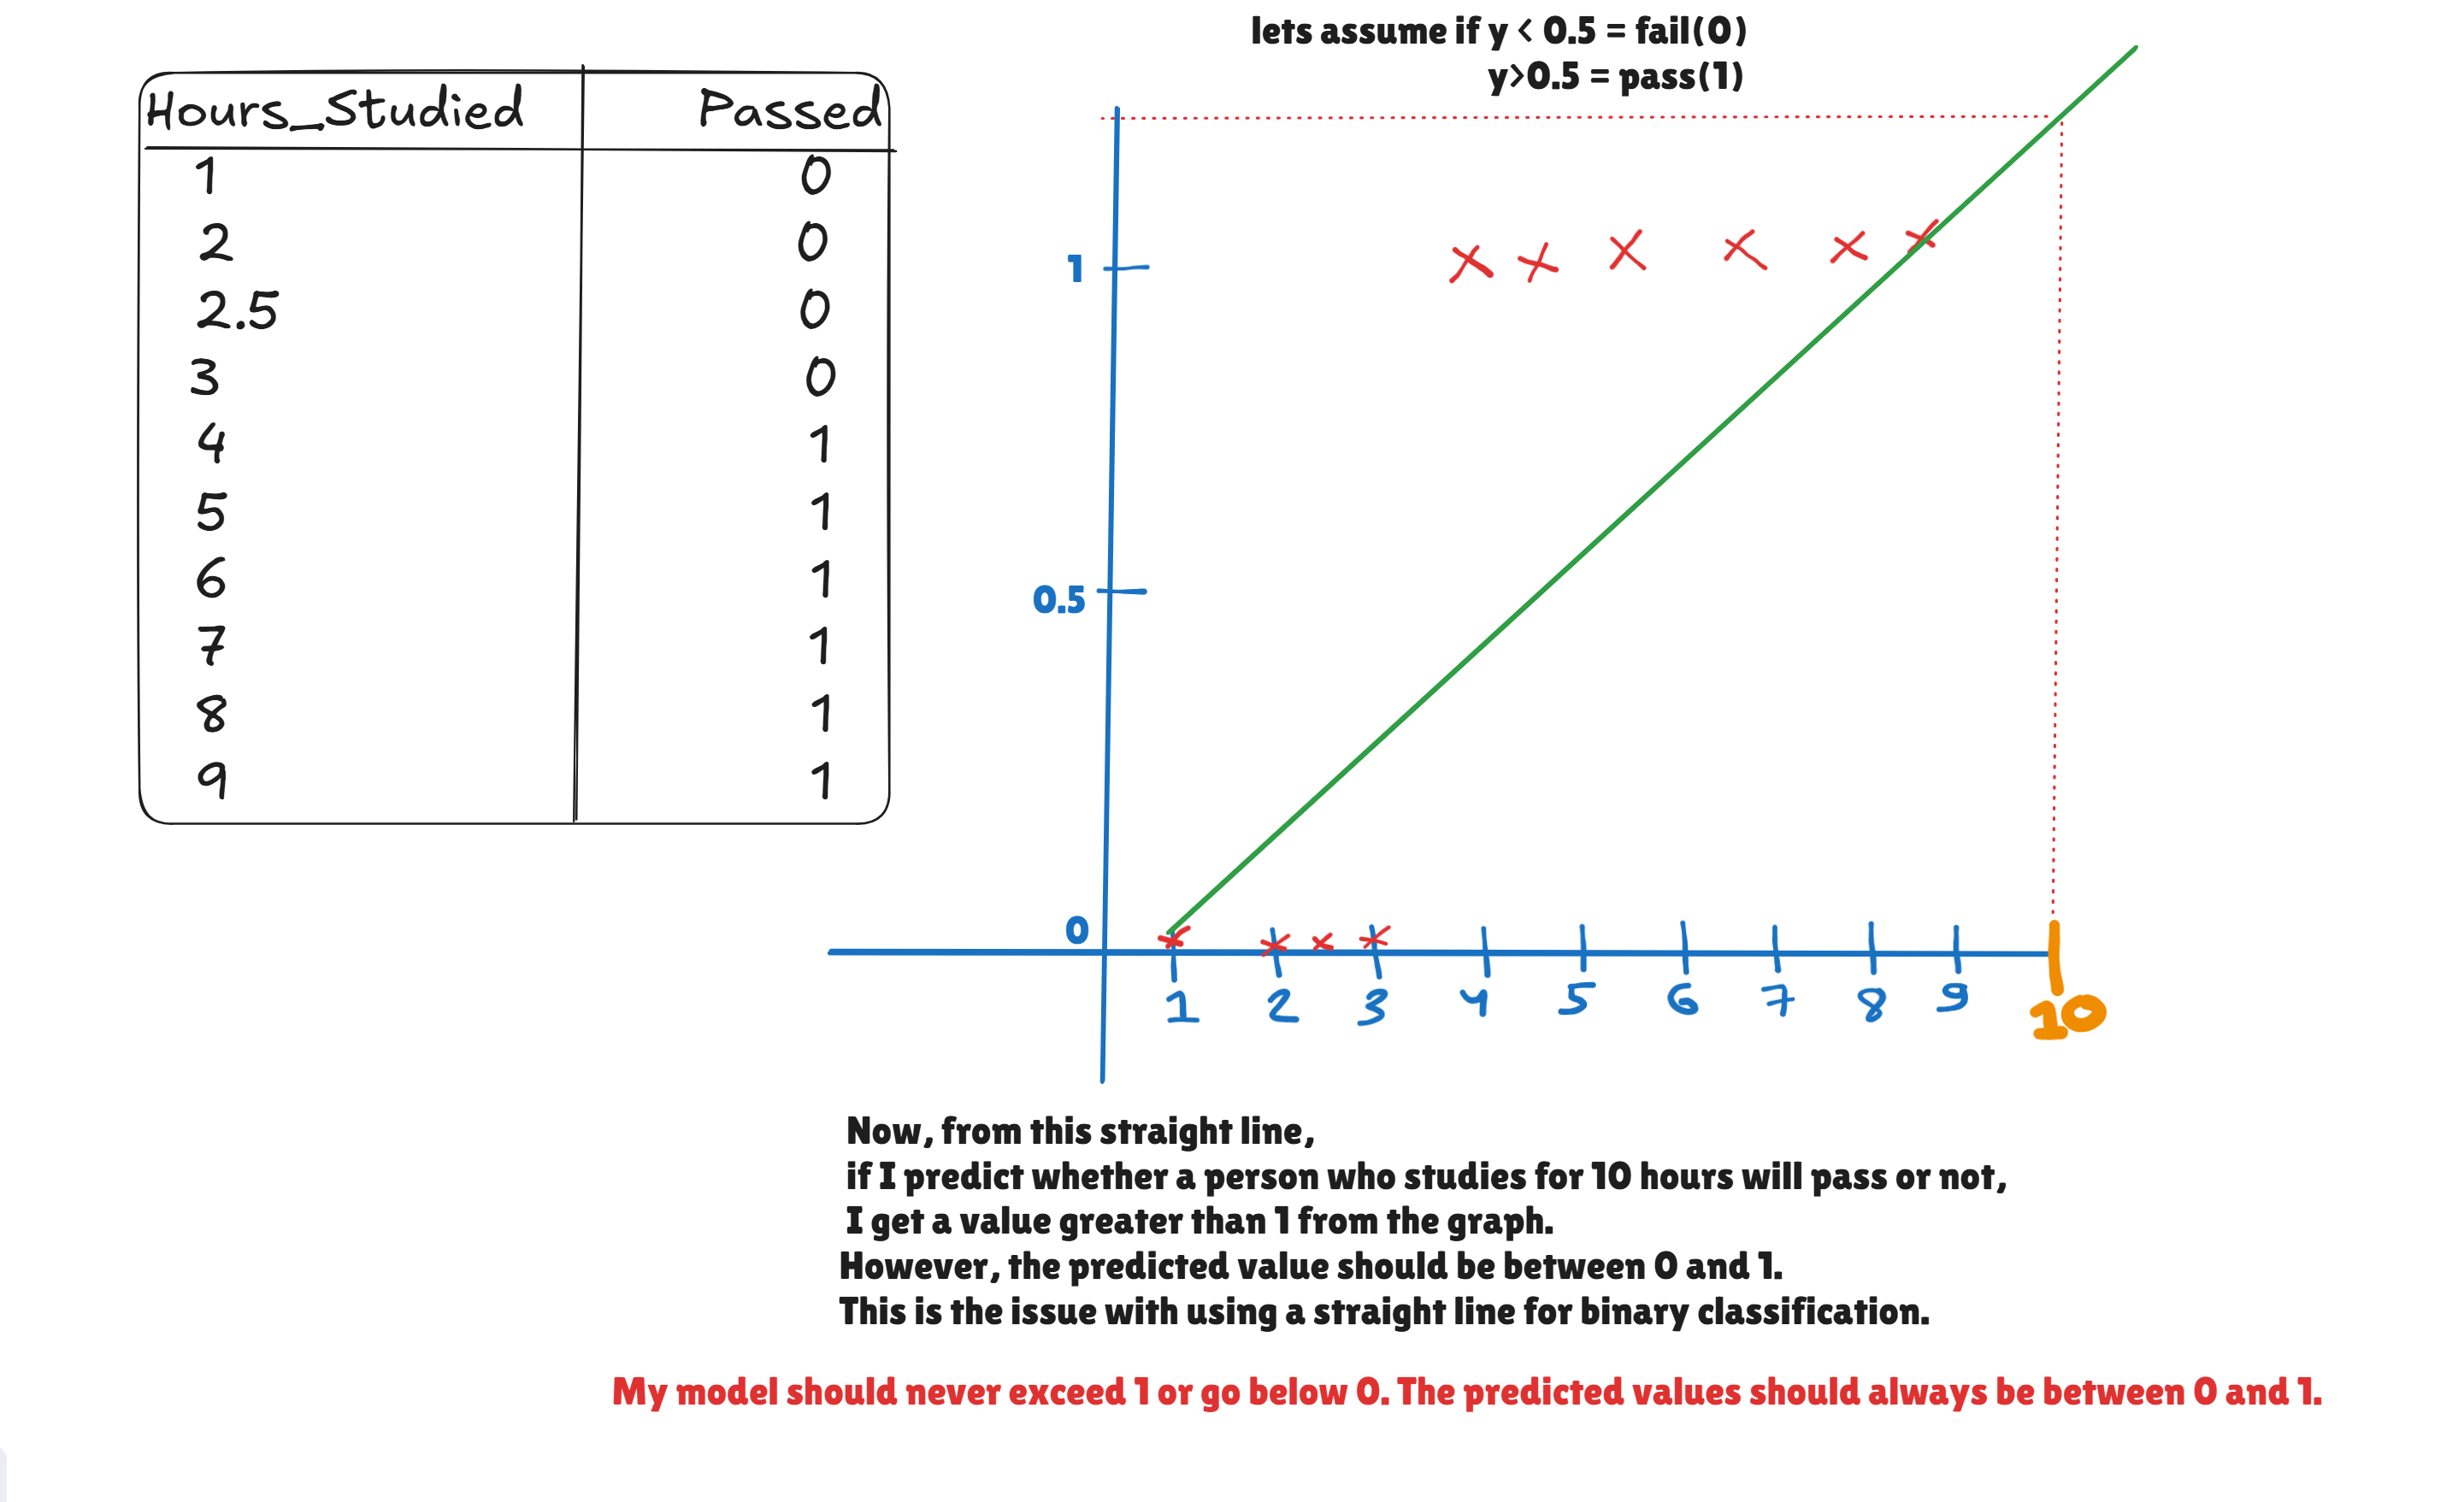 lets assume if y < 0.5 = fail(0)
y>0.5 = pass(1)
Hours_Studied Passed
1 0
2 0
2.5 0
3 0
4 1
5 1
6 1
7 1
8 1
9 1
1
0.5
0
1 2 3 4 5 6 7 8 9 10
Now, from this straight line,
if I predict whether a person who studies for 10 hours will pass or not,
I get a value greater than 1 from the graph.
However, the predicted value should be between 0 and 1.
This is the issue with using a straight line for binary classification.
My model should never exceed 1 or go below 0. The predicted values should always be between 0 and 1.